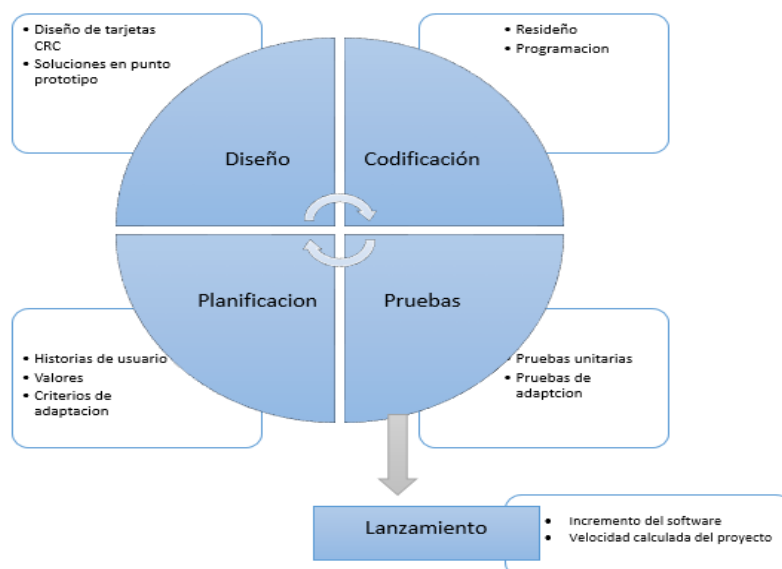 • Diseño de tarjetas
CRC
• Soluciones en punto
prototipo
• Resideño
• Programacion
Diseño
Codificación
Planificacion
Pruebas
• Historias de usuario
• Valores
• Criterios de
adaptacion
• Pruebas unitarias
• Pruebas de
adaptcion
Lanzamiento
• Incremento del software
• Velocidad calculada del proyecto